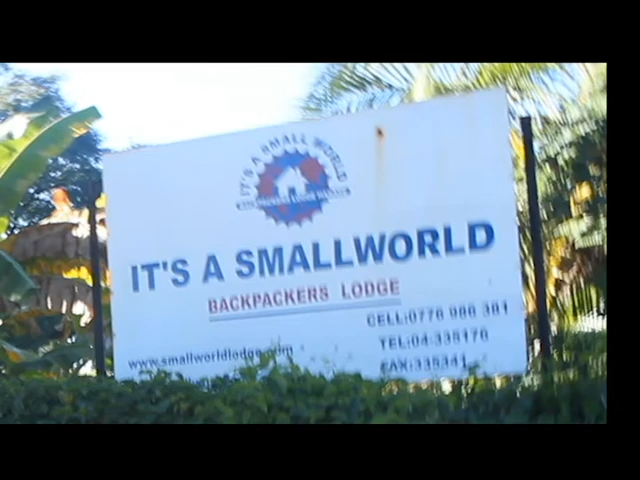 IT'S A SMALL WORLD
IT'S A SMALLWORLD
BACKPACKERS LODGE
CELL:0776 986 381
TEL:04-335176
FAX:335341
www.smallworldlodge.com